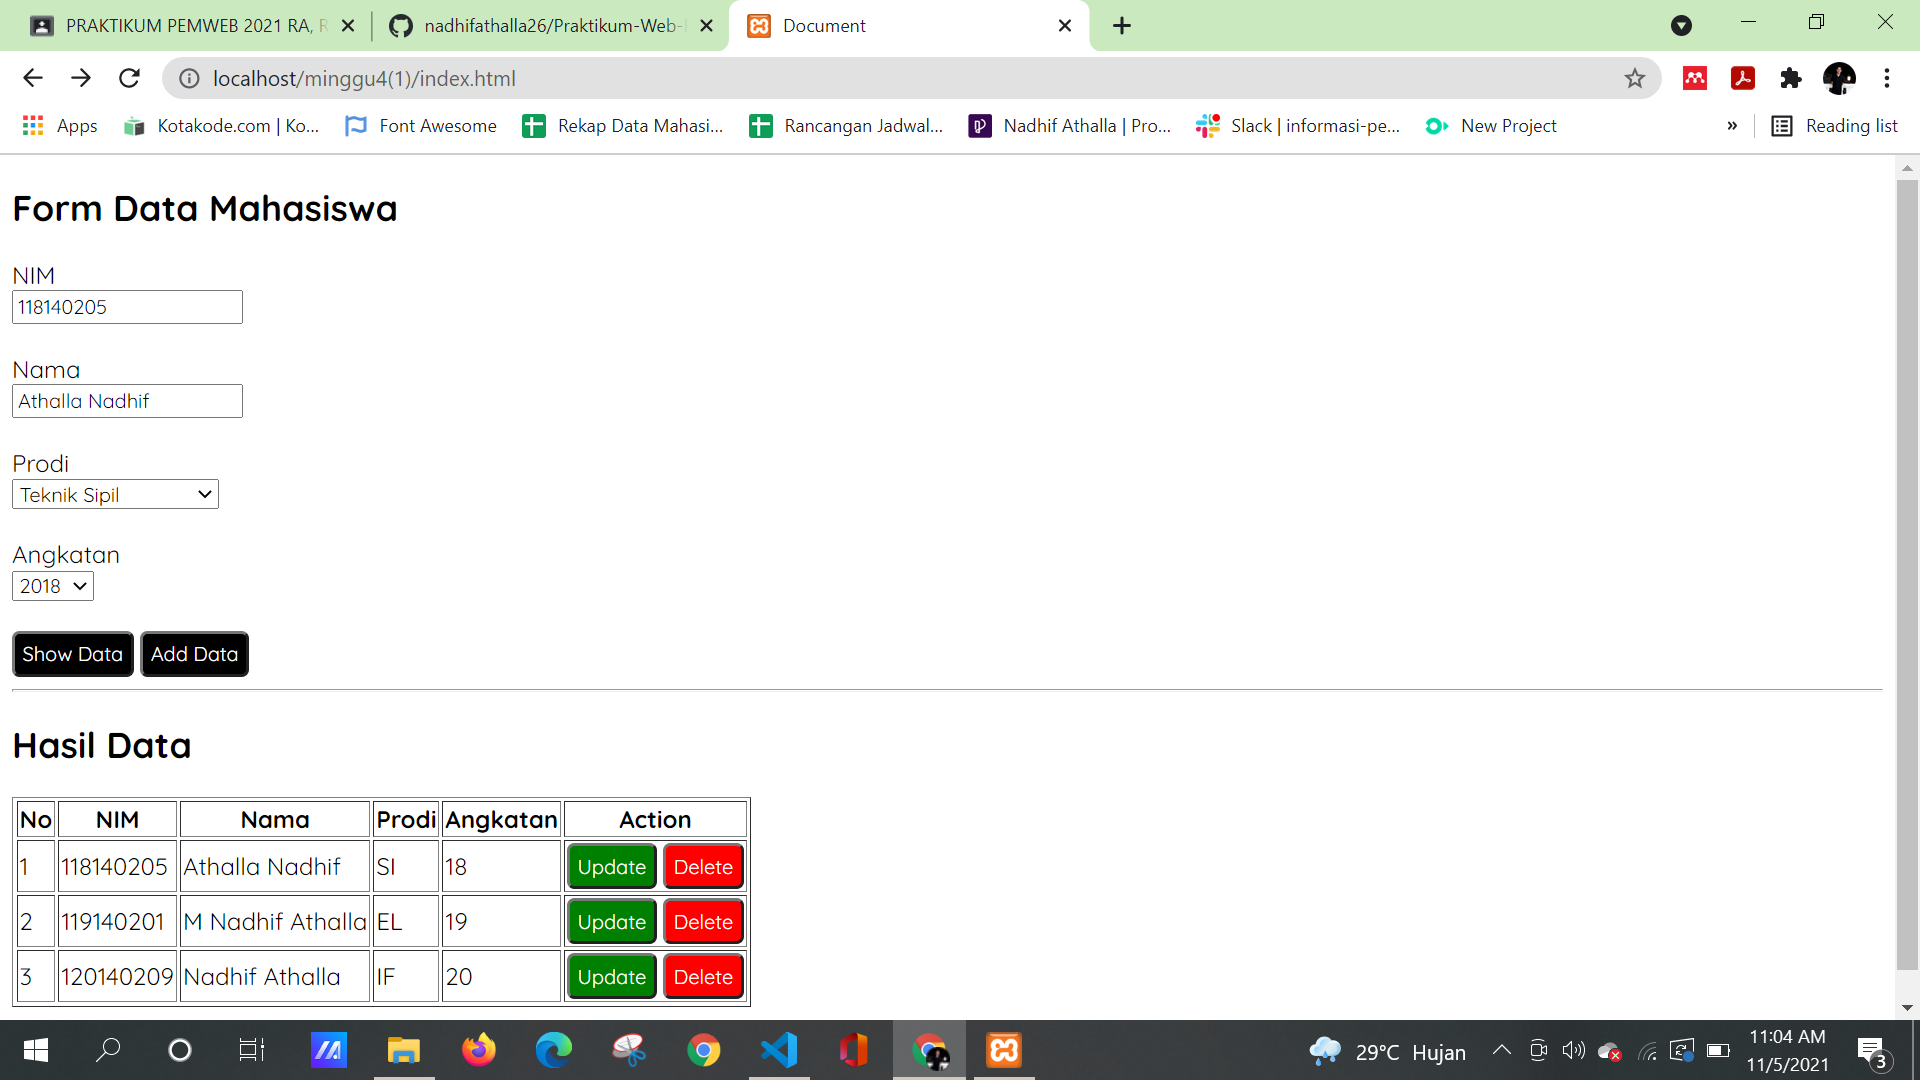 PRAKTIKUM PEMWEB 2021 RA, R
nadhifathalla26/Praktikum-Web-
Document
localhost/minggu4(1)/index.html
Apps
Kotakode.com | Ko...
Font Awesome
Rekap Data Mahasi...
Rancangan Jadwal...
Nadhif Athalla | Pro...
Slack | informasi-pe...
New Project
»
Reading list
Form Data Mahasiswa
NIM
118140205
Nama
Athalla Nadhif
Prodi
Teknik Sipil
Angkatan
2018
Show Data Add Data
Hasil Data
No NIM Nama Prodi Angkatan Action
1 118140205 Athalla Nadhif SI 18 Update Delete
2 119140201 M Nadhif Athalla EL 19 Update Delete
3 120140209 Nadhif Athalla IF 20 Update Delete
29°C Hujan
11:04 AM
11/5/2021
3